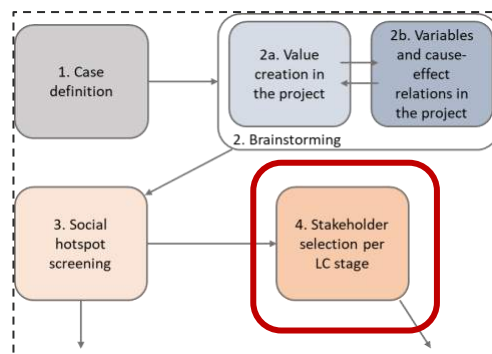 1. Case
definition
2a. Value
creation in
the project
2b. Variables
and cause-
effect
relations in
the project
2. Brainstorming
3. Social
hotspot
screening
4. Stakeholder
selection per
LC stage